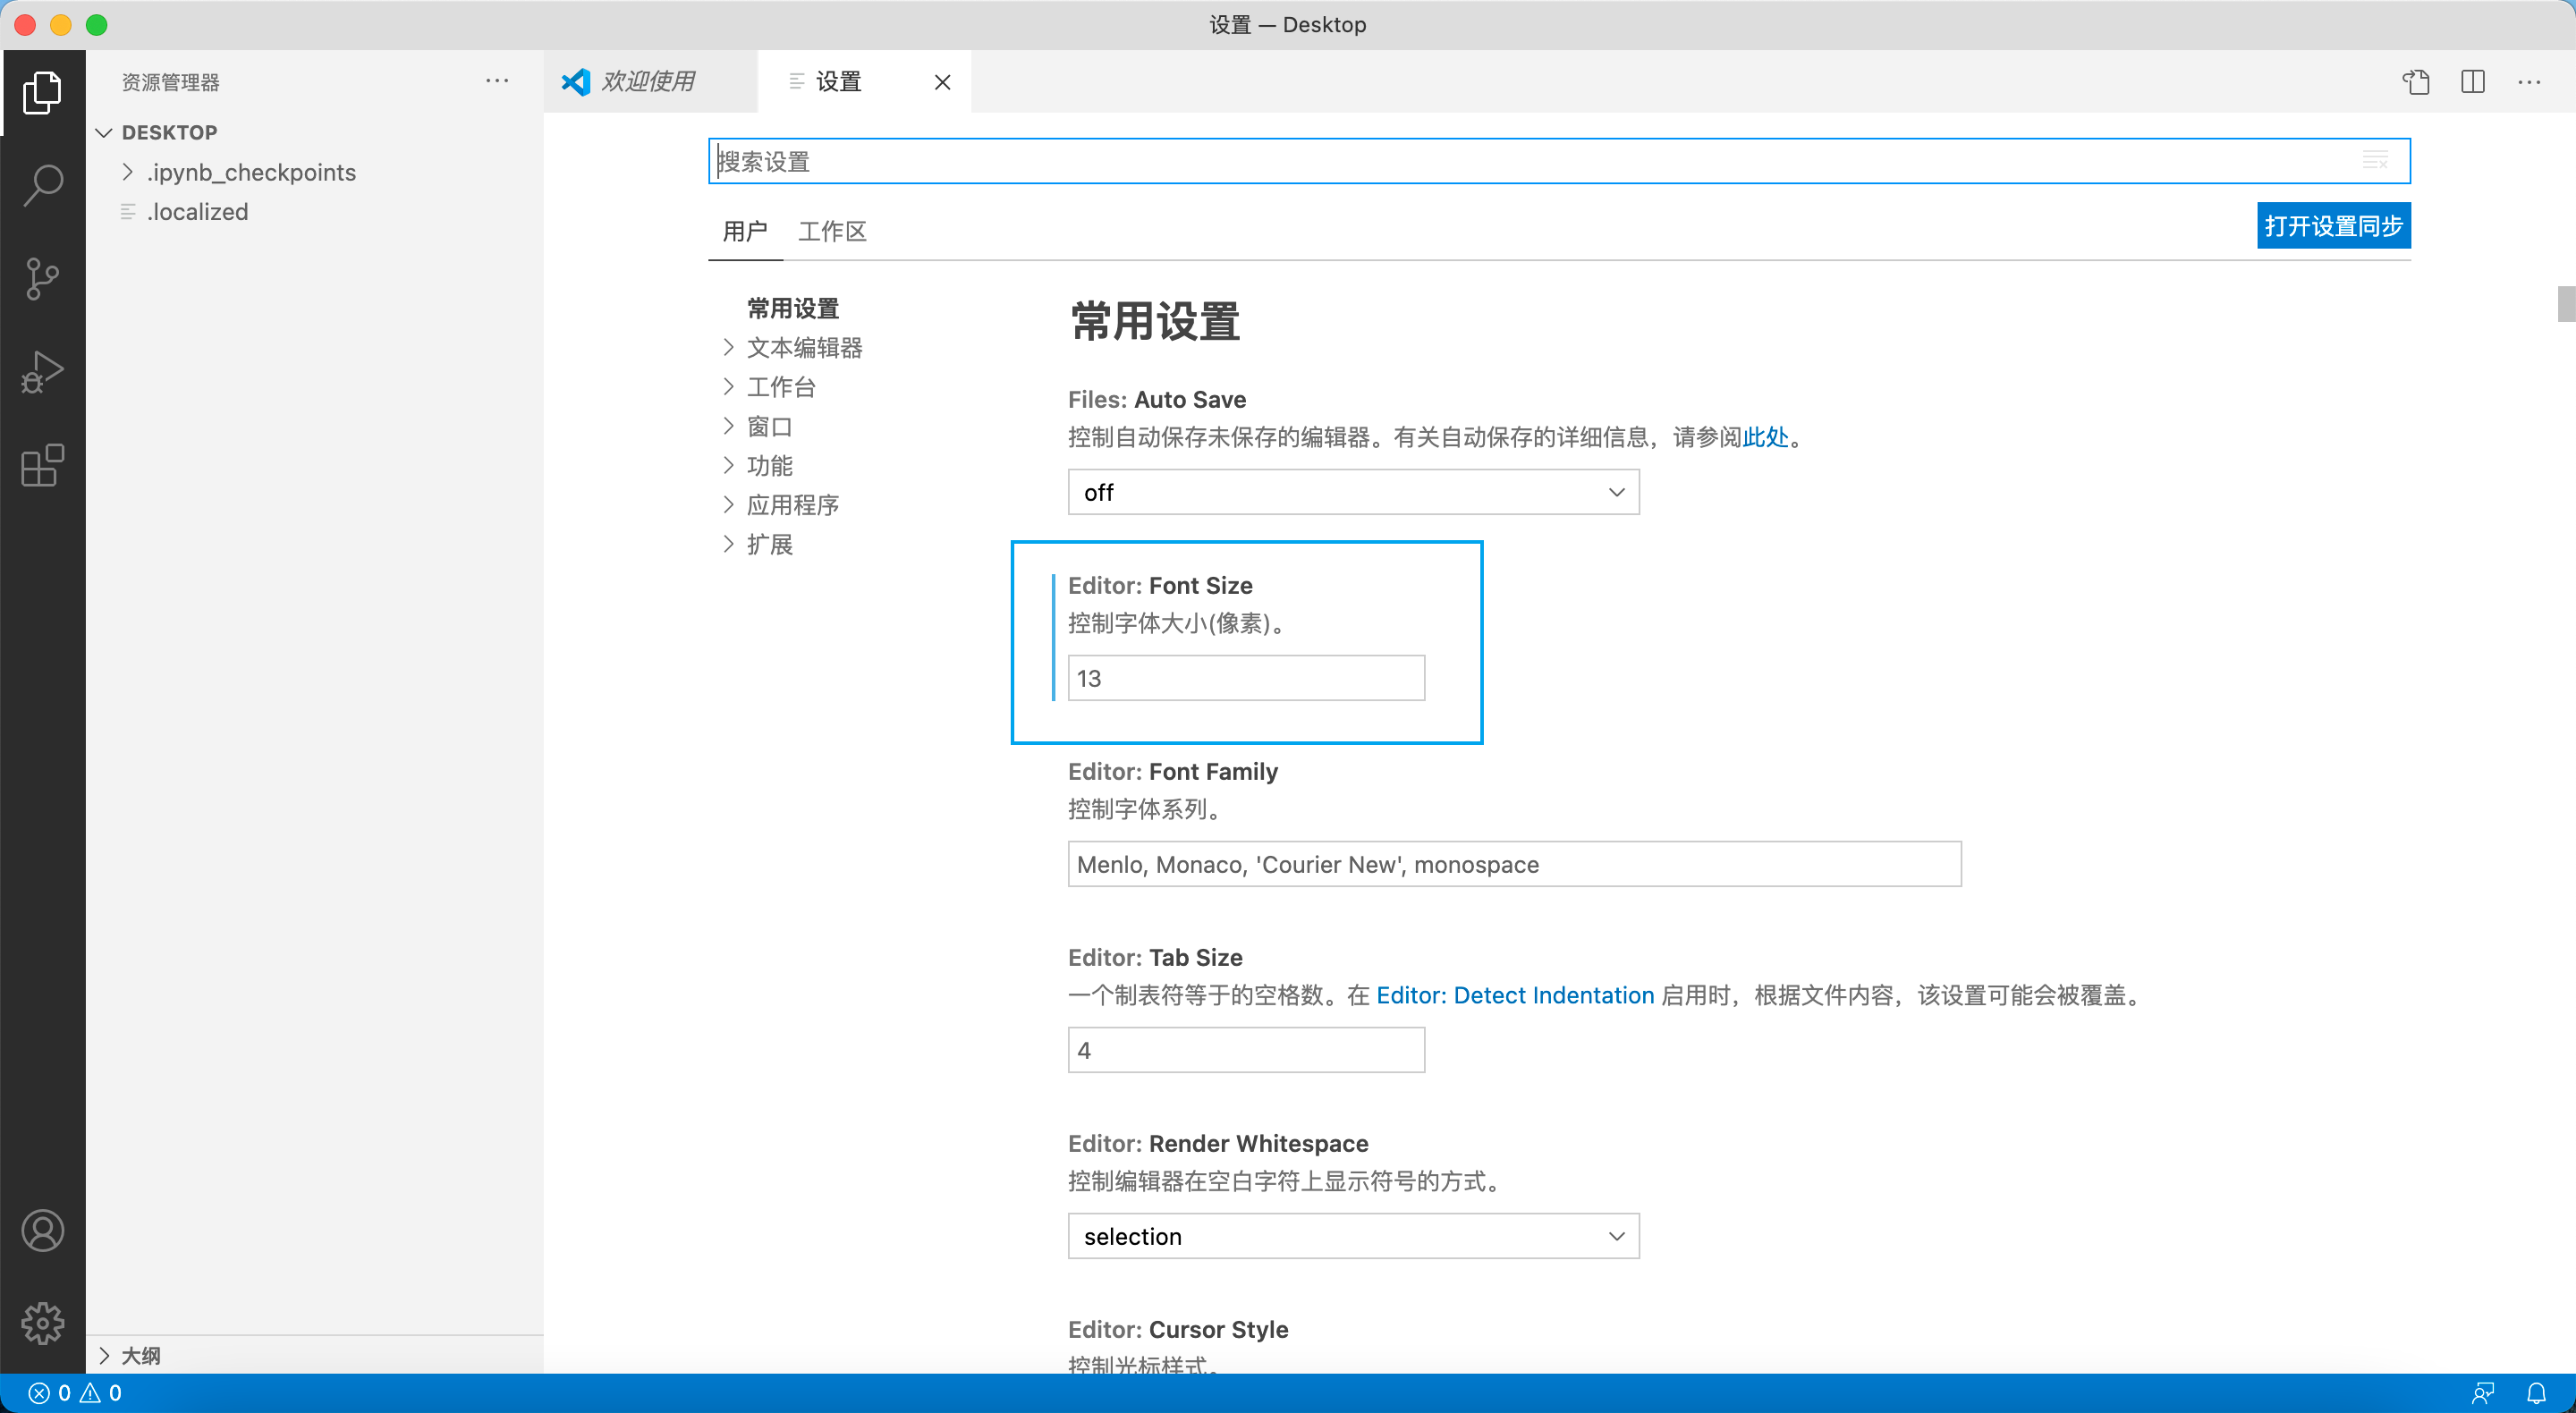 设置 — Desktop
资源管理器
欢迎使用
设置
DESKTOP
.ipynb_checkpoints
.localized
大纲
搜索设置
用户
工作区
打开设置同步
常用设置
文本编辑器
工作台
窗口
功能
应用程序
扩展
常用设置
Files: Auto Save
控制自动保存未保存的编辑器。有关自动保存的详细信息，请参阅此处。
off
Editor: Font Size
控制字体大小(像素)。
13
Editor: Font Family
控制字体系列。
Menlo, Monaco, 'Courier New', monospace
Editor: Tab Size
一个制表符等于的空格数。在 Editor: Detect Indentation 启用时，根据文件内容，该设置可能会被覆盖。
4
Editor: Render Whitespace
控制编辑器在空白字符上显示符号的方式。
selection
Editor: Cursor Style
控制光标样式。
0 0